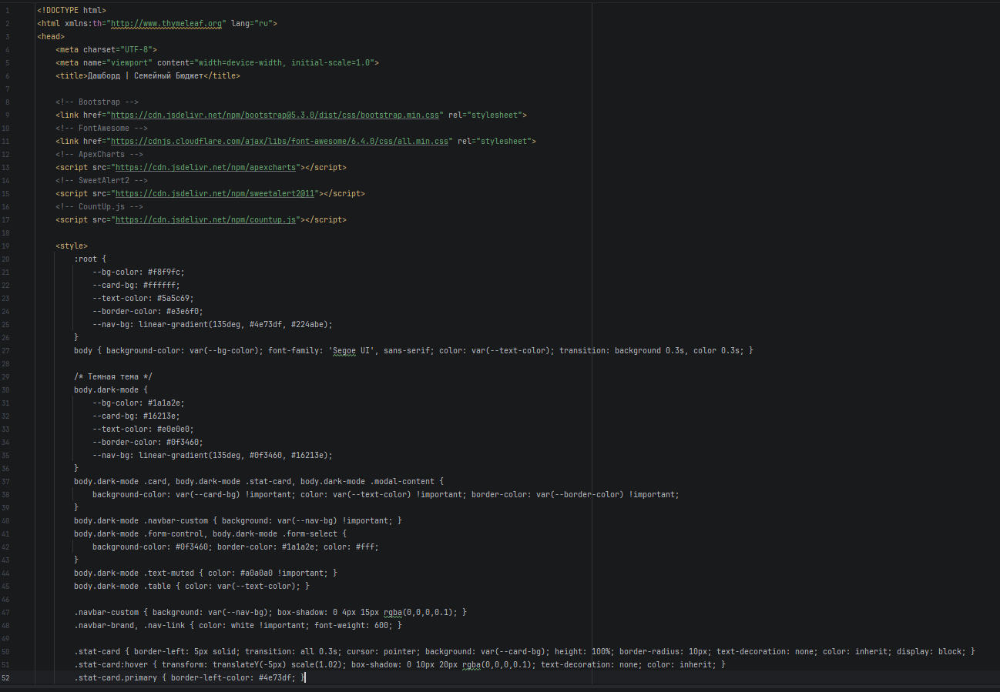 1 <!DOCTYPE html>
2 <html xmlns:th="http://www.thymeleaf.org" lang="ru">
3 <head>
4     <meta charset="UTF-8">
5     <meta name="viewport" content="width=device-width, initial-scale=1.0">
6     <title>Дашборд | Семейный Бюджет</title>
7
8     <!-- Bootstrap -->
9     <link href="https://cdn.jsdelivr.net/npm/bootstrap@5.3.0/dist/css/bootstrap.min.css" rel="stylesheet">
10     <!-- FontAwesome -->
11     <link href="https://cdnjs.cloudflare.com/ajax/libs/font-awesome/6.4.0/css/all.min.css" rel="stylesheet">
12     <!-- ApexCharts -->
13     <script src="https://cdn.jsdelivr.net/npm/apexcharts"></script>
14     <!-- SweetAlert2 -->
15     <script src="https://cdn.jsdelivr.net/npm/sweetalert2@11"></script>
16     <!-- CountUp.js -->
17     <script src="https://cdn.jsdelivr.net/npm/countup.js"></script>
18
19     <style>
20         :root {
21             --bg-color: #f8f9fc;
22             --card-bg: #ffffff;
23             --text-color: #5a5c69;
24             --border-color: #e3e6f0;
25             --nav-bg: linear-gradient(135deg, #4e73df, #224abe);
26         }
27         body { background-color: var(--bg-color); font-family: 'Segoe UI', sans-serif; color: var(--text-color); transition: background 0.3s, color 0.3s; }
28
29         /* Темная тема */
30         body.dark-mode {
31             --bg-color: #1a1a2e;
32             --card-bg: #16213e;
33             --text-color: #e0e0e0;
34             --border-color: #0f3460;
35             --nav-bg: linear-gradient(135deg, #0f3460, #16213e);
36         }
37         body.dark-mode .card, body.dark-mode .stat-card, body.dark-mode .modal-content {
38             background-color: var(--card-bg) !important; color: var(--text-color) !important; border-color: var(--border-color) !important;
39         }
40         body.dark-mode .navbar-custom { background: var(--nav-bg) !important; }
41         body.dark-mode .form-control, body.dark-mode .form-select {
42             background-color: #0f3460; border-color: #1a1a2e; color: #fff;
43         }
44         body.dark-mode .text-muted { color: #a0a0a0 !important; }
45         body.dark-mode .table { color: var(--text-color); }
46
47         .navbar-custom { background: var(--nav-bg); box-shadow: 0 4px 15px rgba(0,0,0,0.1); }
48         .navbar-brand, .nav-link { color: white !important; font-weight: 600; }
49
50         .stat-card { border-left: 5px solid; transition: all 0.3s; cursor: pointer; background: var(--card-bg); height: 100%; border-radius: 10px; text-decoration: none; color: inherit; display: block; }
51         .stat-card:hover { transform: translateY(-5px) scale(1.02); box-shadow: 0 10px 20px rgba(0,0,0,0.1); text-decoration: none; color: inherit; }
52         .stat-card.primary { border-left-color: #4e73df; }